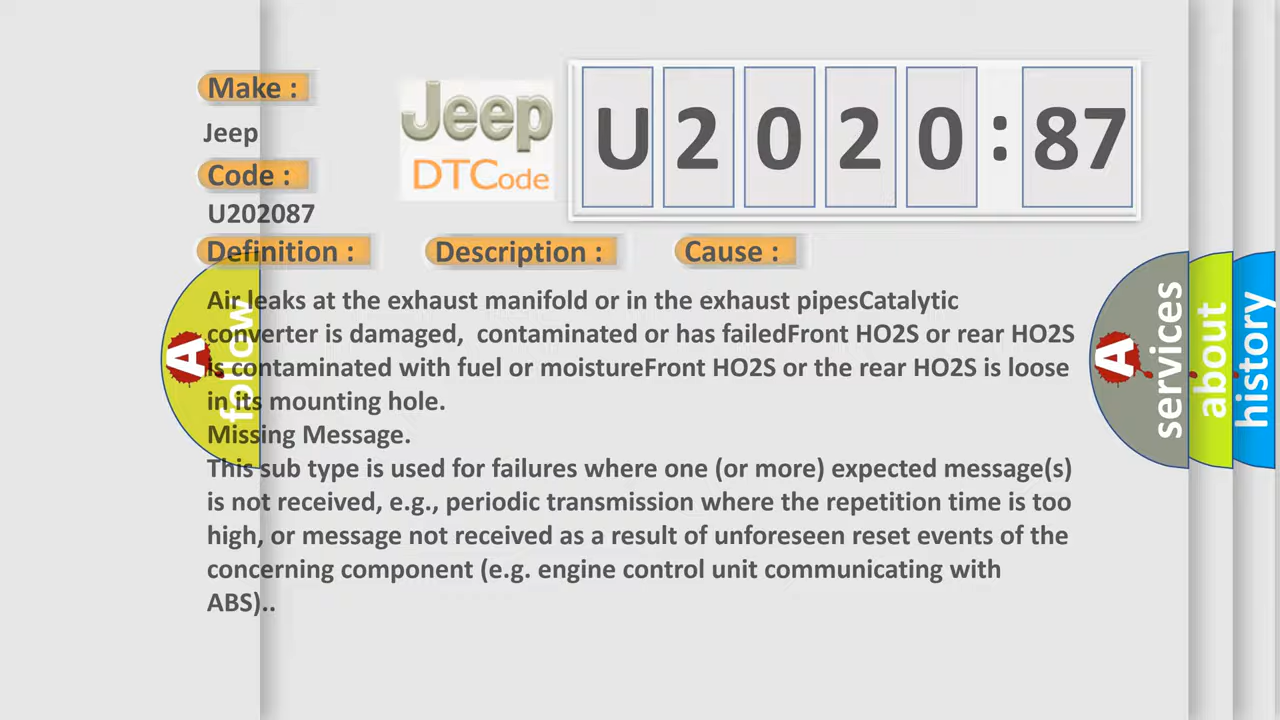 Make :
Jeep
Jeep
DTCode
U2020:87
Code :
U202087
Definition :
Description :
Cause :
Air leaks at the exhaust manifold or in the exhaust pipesCatalytic
converter is damaged, contaminated or has failedFront HO2S or rear HO2S
is contaminated with fuel or moistureFront HO2S or the rear HO2S is loose
in its mounting hole.
Missing Message.
This sub type is used for failures where one (or more) expected message(s)
is not received, e.g., periodic transmission where the repetition time is too
high, or message not received as a result of unforeseen reset events of the
concerning component (e.g. engine control unit communicating with
ABS)..
A
follow
A
services
about
history